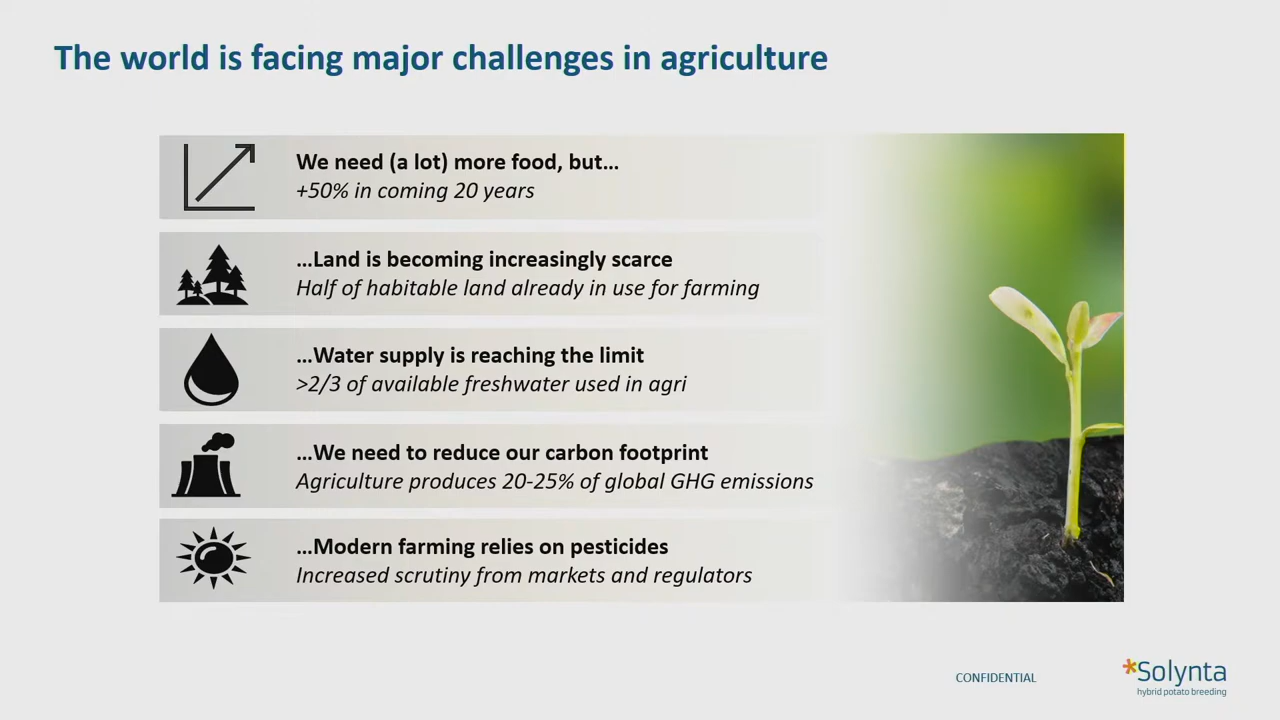 The world is facing major challenges in agriculture
We need (a lot) more food, but...
+50% in coming 20 years
...Land is becoming increasingly scarce
Half of habitable land already in use for farming
...Water supply is reaching the limit
>2/3 of available freshwater used in agri
...We need to reduce our carbon footprint
Agriculture produces 20-25% of global GHG emissions
...Modern farming relies on pesticides
Increased scrutiny from markets and regulators
CONFIDENTIAL
Solynta
hybrid potato breeding